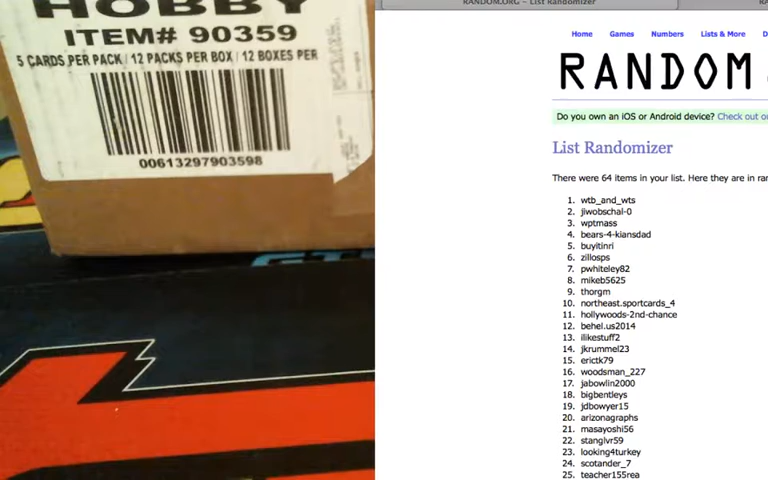 HOBBY
ITEM# 90359
5 CARDS PER PACK / 12 PACKS PER BOX / 12 BOXES PER
00613297903598
RANDOM.ORG - List Randomizer
Home Games Numbers Lists & More
RANDOM
Do you own an iOS or Android device? Check out
List Randomizer
There were 64 items in your list. Here they are in
1. wtb_and_wts
2. jiwobschal-0
3. wptmass
4. bears-4-kiansdad
5. buyitinri
6. zillosps
7. pwhiteley82
8. mikeb5625
9. thorgm
10. northeast.sportcards_4
11. hollywoods-2nd-chance
12. behel.us2014
13. ilikestuff2
14. jkrummel23
15. erictk79
16. woodsman_227
17. jabowlin2000
18. bigbentleys
19. jdbowyer15
20. arizonagraphs
21. masayoshi56
22. stanglvr59
23. looking4turkey
24. scotander_7
25. teacher155rea